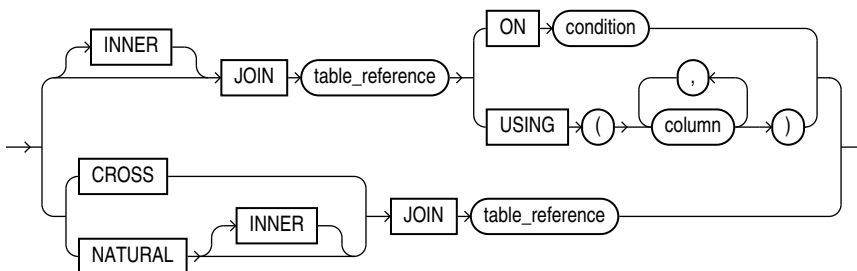 INNER
JOIN table_reference
ON condition
USING ( column , )
CROSS
NATURAL INNER
JOIN table_reference